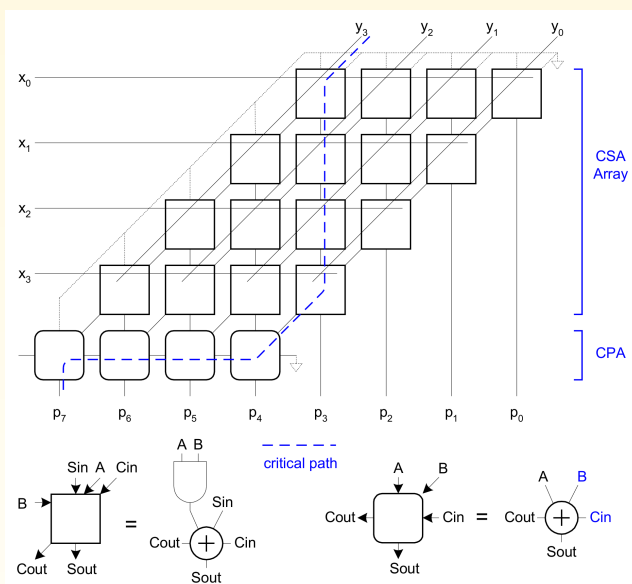 y3 y2 y1 y0
x0
x1
CSA
Array
x2
x3
CPA
p7 p6 p5 p4 p3 p2 p1 p0
critical path
A B
Sin A Cin
Sin
B
=
Cout
Cin
Cout Sout
Sout
A
B
Cout
Cin
=
A B
Cout
Cin
Sout
Sout